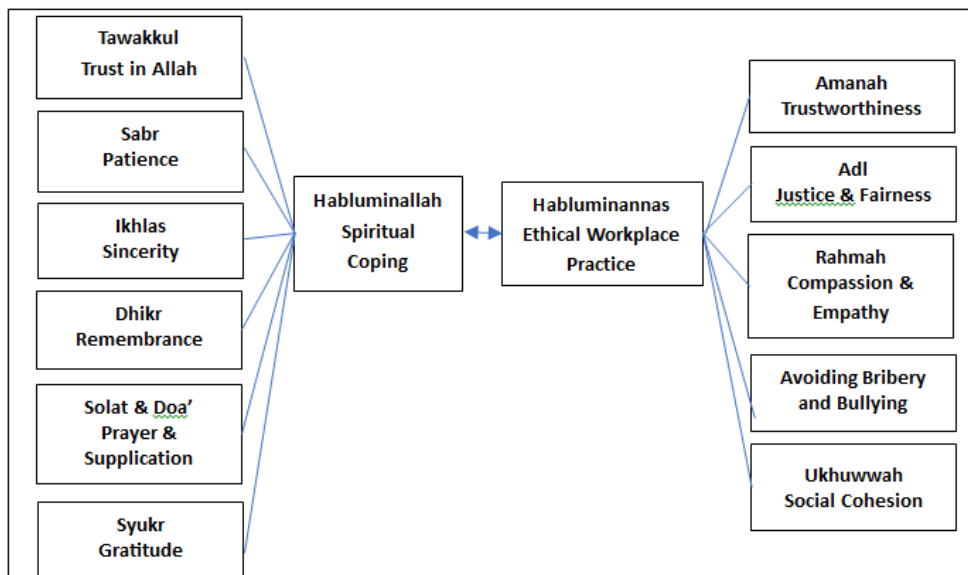 Tawakkul
Trust in Allah
Sabr
Patience
Ikhlas
Sincerity
Dhikr
Remembrance
Solat & Doa’
Prayer &
Supplication
Syukr
Gratitude
Habluminallah
Spiritual
Coping
Habluminannas
Ethical Workplace
Practice
Amanah
Trustworthiness
Adl
Justice & Fairness
Rahmah
Compassion &
Empathy
Avoiding Bribery
and Bullying
Ukhuwwah
Social Cohesion